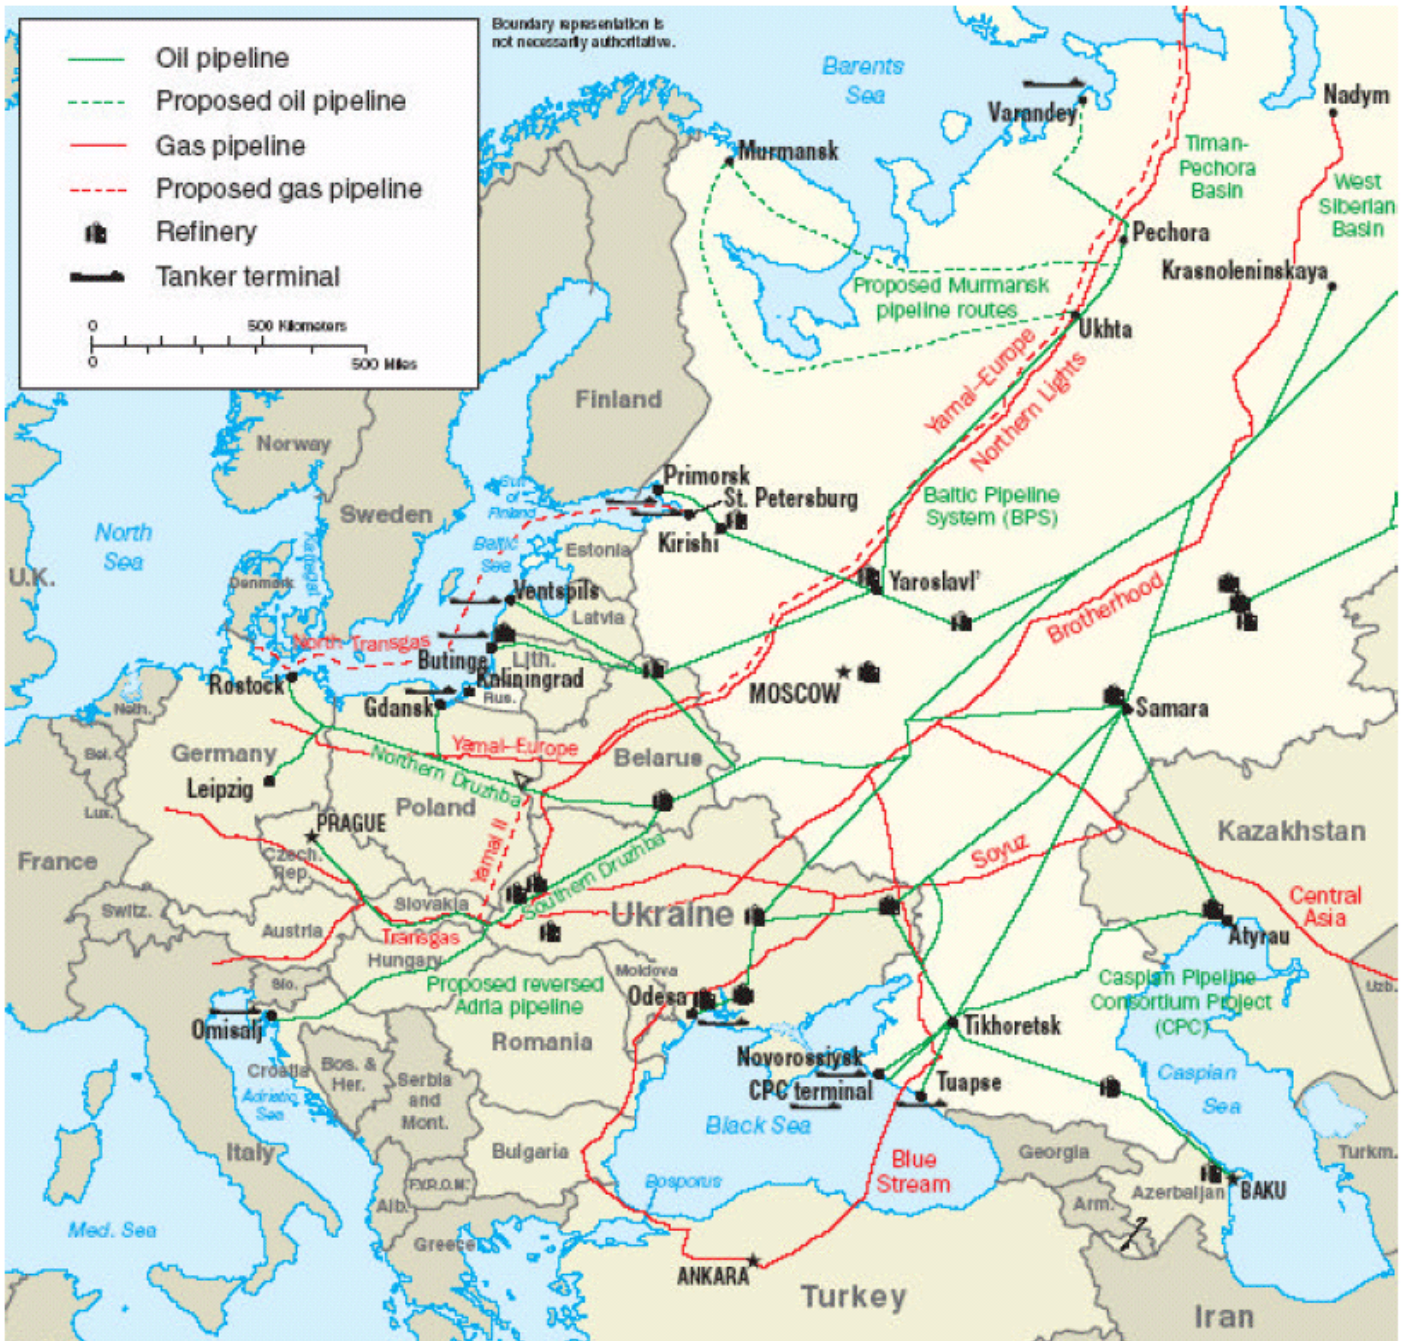 Boundary representation is
not necessarily authoritative.
Oil pipeline
Proposed oil pipeline
Gas pipeline
Proposed gas pipeline
Refinery
Tanker terminal
0
500 Kilometers
0
500 Miles
Barents
Sea
Varandey
Nadym
Murmansk
Timan-
Pechora
Basin
West
Siberian
Basin
Pechora
Krasnoleninskaya
Proposed Murmansk
pipeline routes
Ukhta
Yamal–Europe
Northern Lights
Finland
Norway
Sweden
Primorsk
St. Petersburg
Kirishi
Gulf
of
Finland
Baltic Pipeline
System (BPS)
North
Sea
Baltic
Sea
Estonia
U.K.
Denmark
Kattegat
Ventspils
Latvia
Yaroslavl'
Brotherhood
North Transgas
Butinge
Lith.
Kaliningrad
Rus.
Rostock
Gdansk
MOSCOW
Samara
Neth.
Bel.
Germany
Yamal–Europe
Northern Druzhba
Belarus
Leipzig
Poland
Lux.
PRAGUE
Czech.
Rep.
Yamal II
Southern Druzhba
Soyuz
Kazakhstan
France
Switz.
Austria
Slovakia
Transgas
Hungary
Ukraine
Central
Asia
Atyrau
Slo.
Moldova
Proposed reversed
Adria pipeline
Odesa
Caspian Pipeline
Consortium Project
(CPC)
Uzb.
Omisalj
Romania
Tikhoretsk
Croatia
Bos. &
Her.
Serbia
and
Mont.
Adriatic
Sea
Novorossiysk
CPC terminal
Tuapse
Caspian
Sea
Black Sea
Italy
Bulgaria
Blue
Stream
Georgia
Turkm.
F.Y.R.O.M.
Alb.
Bosporus
Arm.
Azerbaijan
BAKU
Med. Sea
Greece
ANKARA
Turkey
Iran